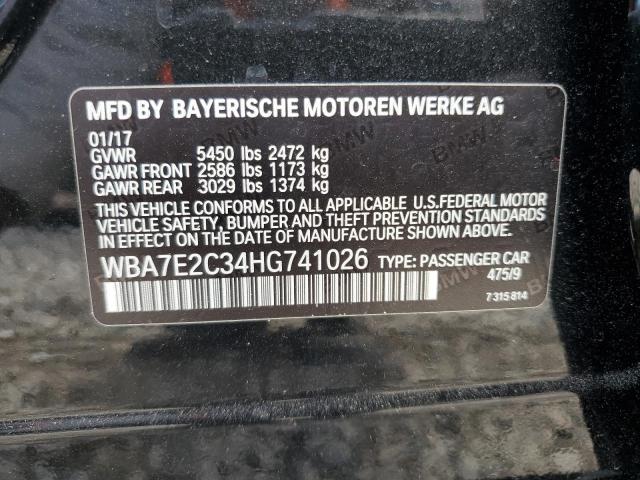 MFD BY BAYERISCHE MOTOREN WERKE AG
01/17
GVWR 5450 lbs 2472 kg
GAWR FRONT 2586 lbs 1173 kg
GAWR REAR 3029 lbs 1374 kg
THIS VEHICLE CONFORMS TO ALL APPLICABLE U.S.FEDERAL MOTOR
VEHICLE SAFETY, BUMPER AND THEFT PREVENTION STANDARDS
IN EFFECT ON THE DATE OF MANUFACTURE SHOWN ABOVE.
WBA7E2C34HG741026 TYPE: PASSENGER CAR
475/9
7 315 814